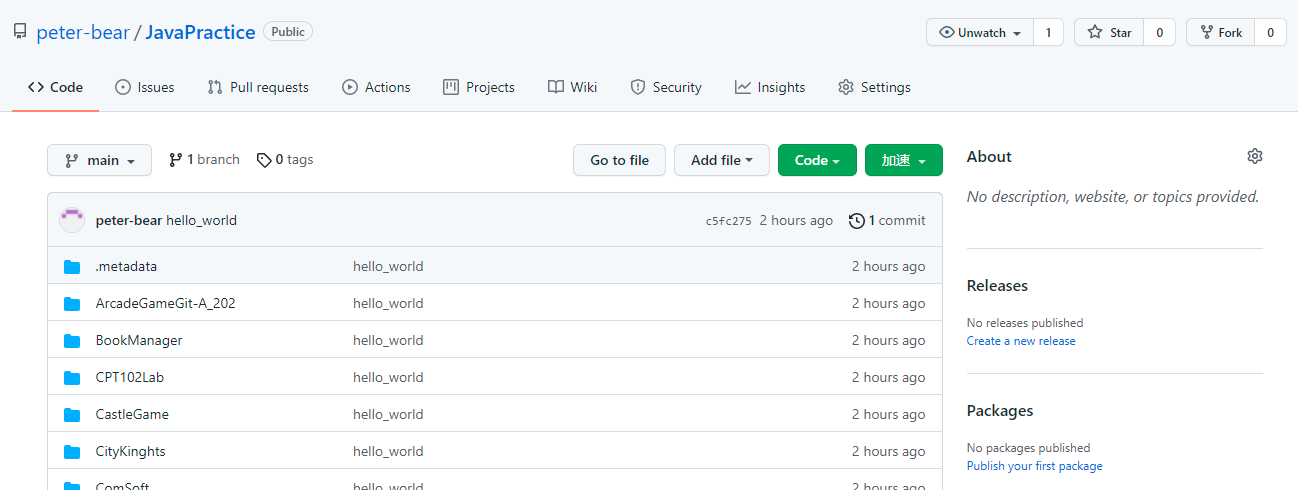 peter-bear / JavaPractice Public Unwatch 1 Star 0 Fork 0
Code Issues Pull requests Actions Projects Wiki Security Insights Settings
main 1 branch 0 tags Go to file Add file Code 加速
peter-bear hello_world c5fc275 2 hours ago 1 commit
.metadata hello_world 2 hours ago
ArcadeGameGit-A_202 hello_world 2 hours ago
BookManager hello_world 2 hours ago
CPT102Lab hello_world 2 hours ago
CastleGame hello_world 2 hours ago
CityKinghts hello_world 2 hours ago
ComSoft hello_world 2 hours ago
About
No description, website, or topics provided.
Releases
No releases published
Create a new release
Packages
No packages published
Publish your first package